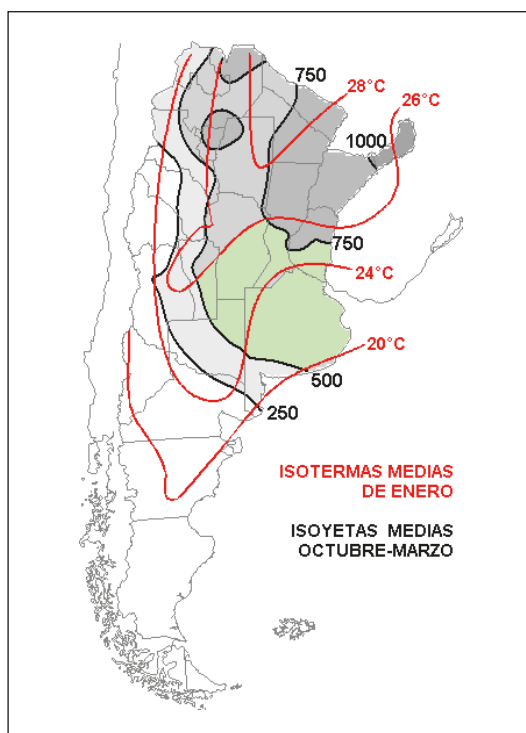 750
28°C
26°C
1000
750
24°C
20°C
500
250
ISOTERMAS MEDIAS
DE ENERO
ISOYETAS MEDIAS
OCTUBRE-MARZO